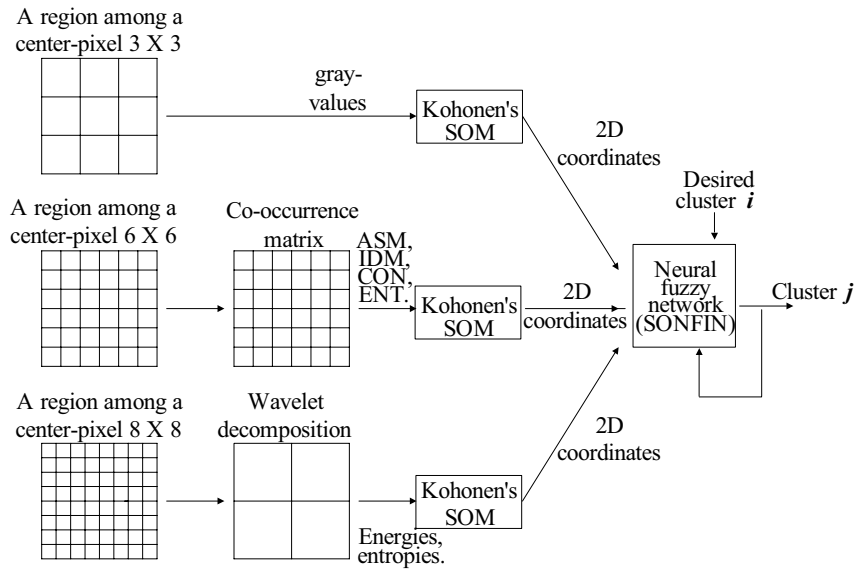 A region among a
center-pixel 3 X 3
gray-
values
Kohonen's
SOM
2D
coordinates
Desired
cluster i
A region among a
center-pixel 6 X 6
Co-occurrence
matrix
ASM,
IDM,
CON,
ENT.
Kohonen's
SOM
2D
coordinates
Neural
fuzzy
network
(SONFIN)
Cluster j
A region among a
center-pixel 8 X 8
Wavelet
decomposition
Energies,
entropies.
Kohonen's
SOM
2D
coordinates